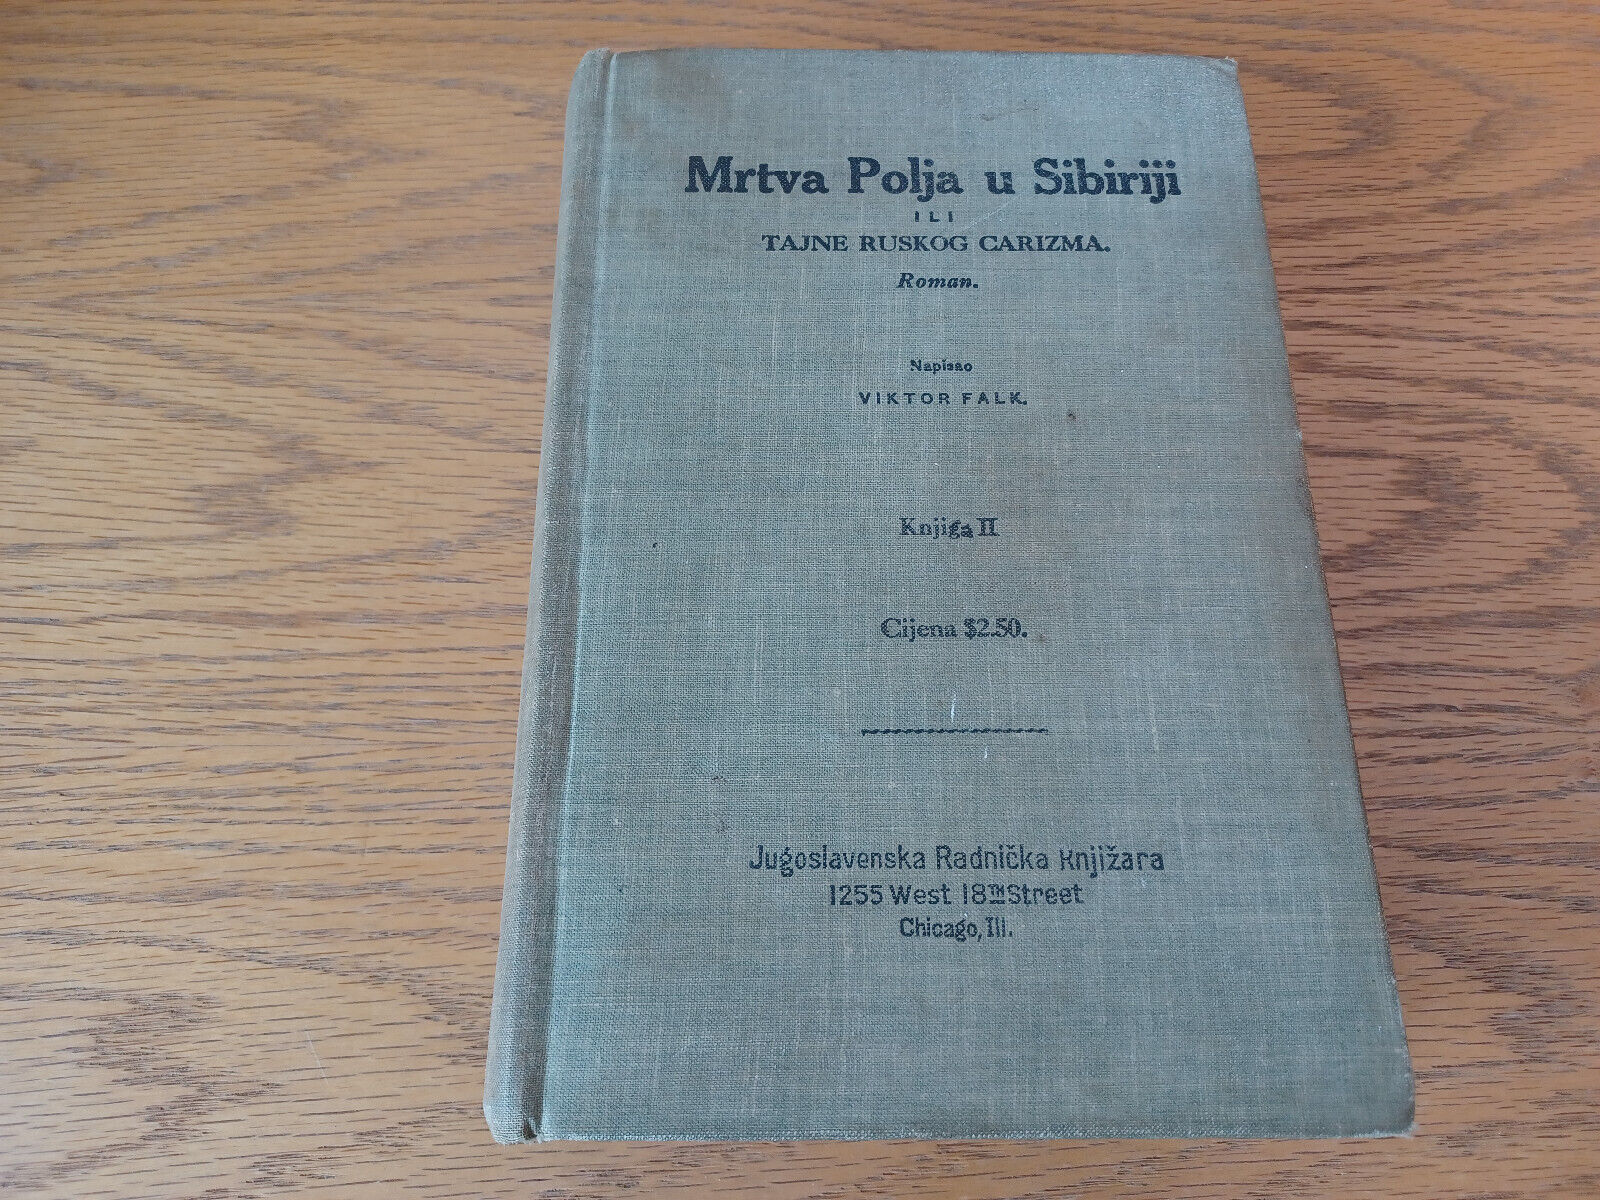 Mrtva Polja u Sibiriji
ILI
TAJNE RUSKOG CARIZMA.
Roman.
Napisao
VIKTOR FALK.
Knjiga II
Cijena $2.50.
Jugoslavenska Radnička Knjižara
1255 West 18TH Street
Chicago, Ill.